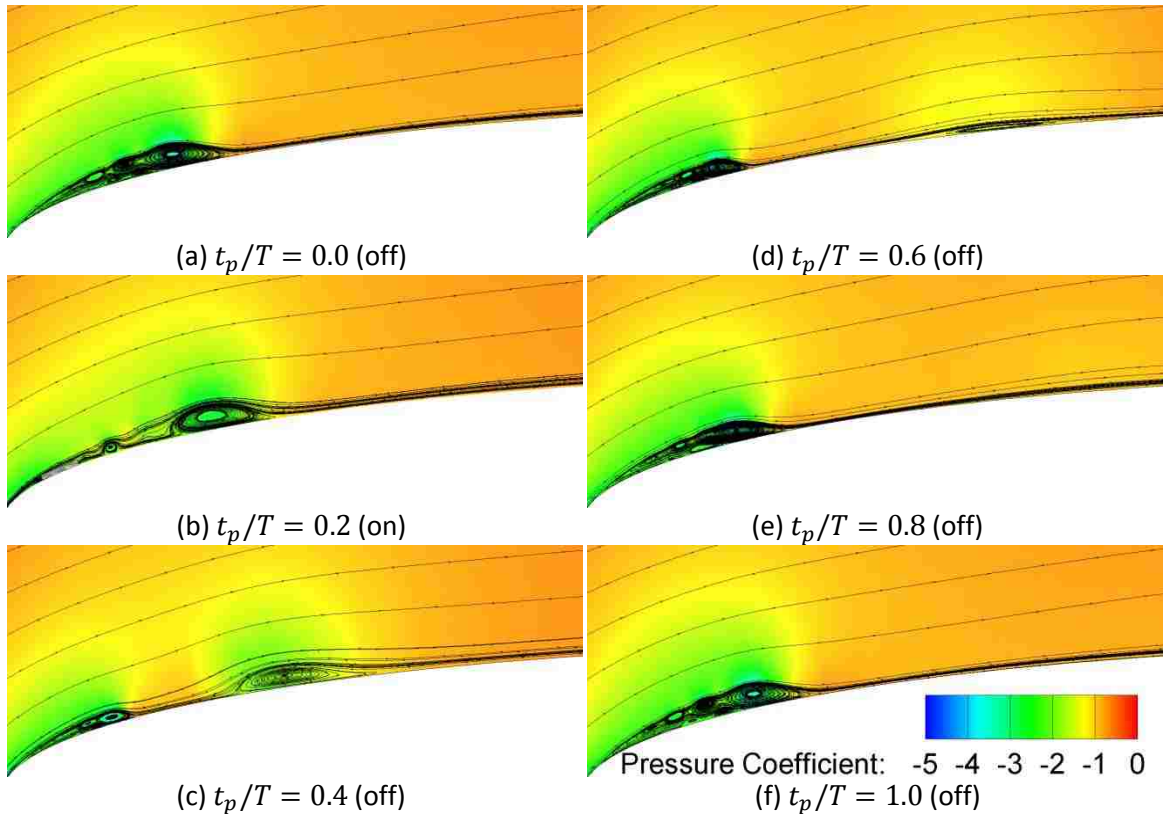 (a) t_p/T = 0.0 (off)
(d) t_p/T = 0.6 (off)
(b) t_p/T = 0.2 (on)
(e) t_p/T = 0.8 (off)
Pressure Coefficient: -5 -4 -3 -2 -1 0
(c) t_p/T = 0.4 (off)
(f) t_p/T = 1.0 (off)